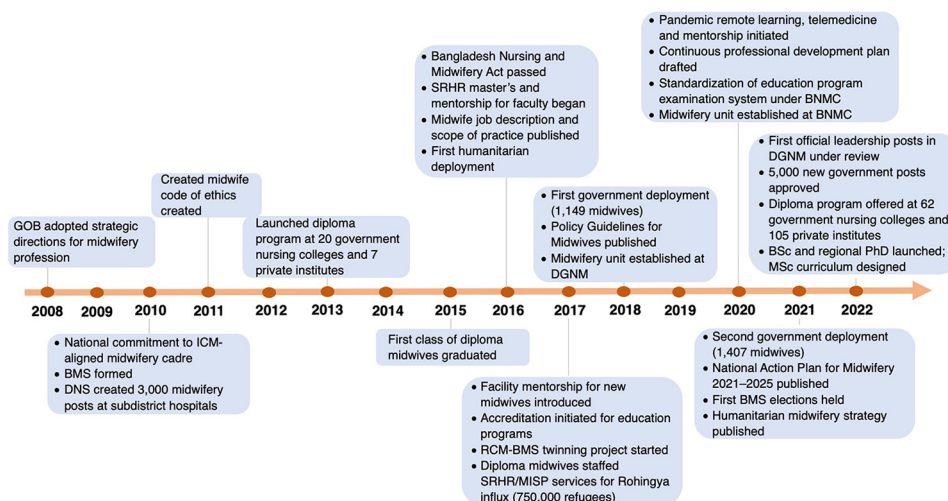 • Pandemic remote learning, telemedicine
and mentorship initiated
• Continuous professional development plan
drafted
• Standardization of education program
examination system under BNMC
• Midwifery unit established at BNMC
• Bangladesh Nursing and
Midwifery Act passed
• SRHR master's and
mentorship for faculty began
• Midwife job description and
scope of practice published
• First humanitarian
deployment
• First official leadership posts in
DGNM under review
• 5,000 new government posts
approved
• Diploma program offered at 62
government nursing colleges and
105 private institutes
• BSc and regional PhD launched;
MSc curriculum designed
Created midwife
code of ethics
created
• First government deployment
(1,149 midwives)
• Policy Guidelines for
Midwives published
• Midwifery unit established at
DGNM
GOB adopted strategic
directions for midwifery
profession
Launched diploma
program at 20 government
nursing colleges and 7
private institutes
2008 2009 2010 2011 2012 2013 2014 2015 2016 2017 2018 2019 2020 2021 2022
• National commitment to ICM-
aligned midwifery cadre
• BMS formed
• DNS created 3,000 midwifery
posts at subdistrict hospitals
First class of diploma
midwives graduated
• Second government deployment
(1,407 midwives)
• National Action Plan for Midwifery
2021–2025 published
• First BMS elections held
• Humanitarian midwifery strategy
published
• Facility mentorship for new
midwives introduced
• Accreditation initiated for education
programs
• RCM-BMS twinning project started
• Diploma midwives staffed
SRHR/MISP services for Rohingya
influx (750,000 refugees)